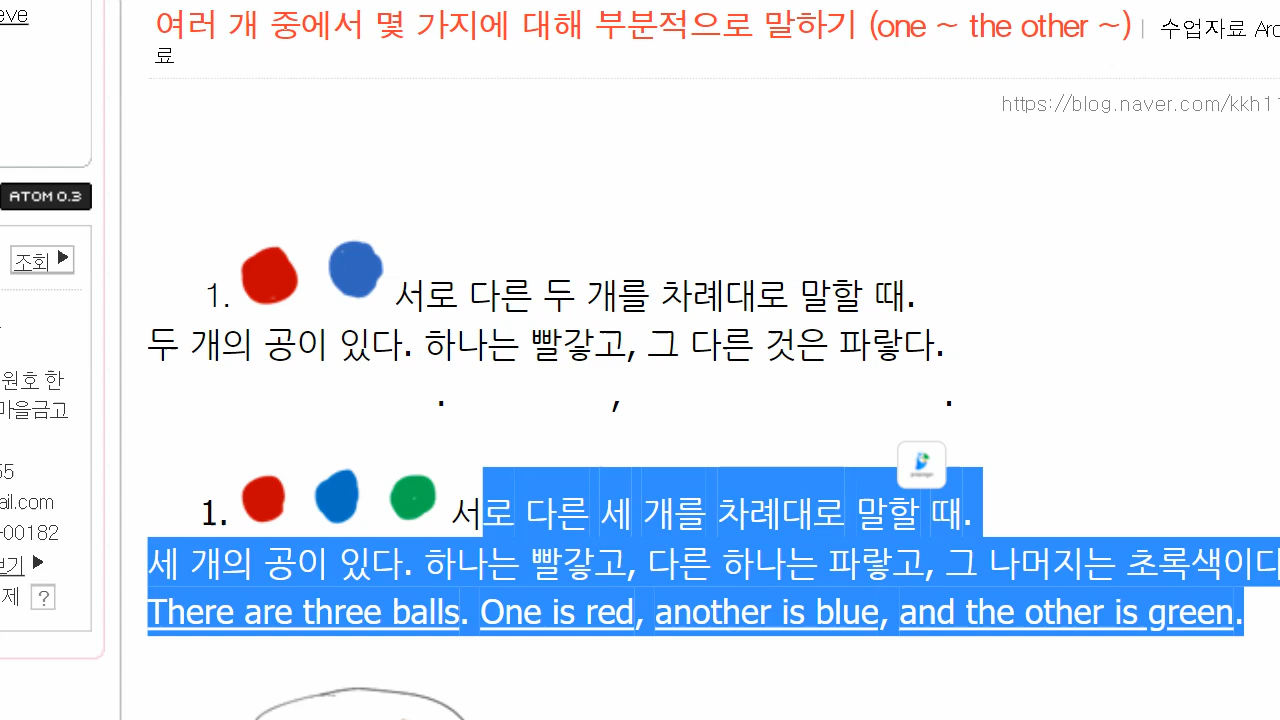 eve
여러 개 중에서 몇 가지에 대해 부분적으로 말하기 (one ~ the other ~) | 수업자료 Arc
료
https://blog.naver.com/kkh11
ATOM 0.3
조회 ▶
1. 서로 다른 두 개를 차례대로 말할 때.
두 개의 공이 있다. 하나는 빨갛고, 그 다른 것은 파랗다.
. , .
원호 한
마을금고
1. 서로 다른 세 개를 차례대로 말할 때.
세 개의 공이 있다. 하나는 빨갛고, 다른 하나는 파랗고, 그 나머지는 초록색이다
There are three balls. One is red, another is blue, and the other is green.
55
ail.com
-00182
보기 ▶
제 ?